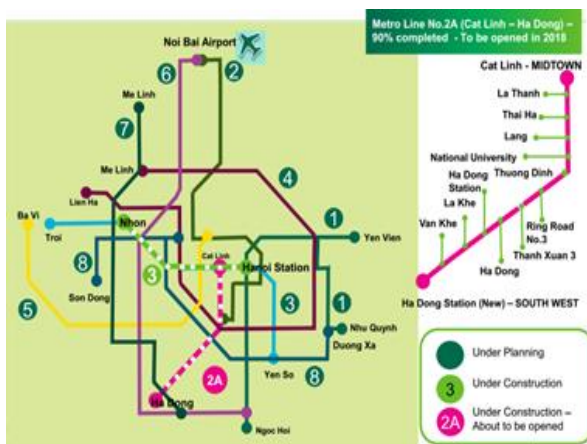 Metro Line No.2A (Cat Linh – Ha Dong) –
90% completed - To be opened in 2018
Noi Bai Airport
6
2
Me Linh
7
Me Linh
4
Lien Ha
Ba Vi
Troi
Nhon
1
Yen Vien
8
3
Cat Linh
Hanoi Station
Son Dong
5
3
1
Nhu Quynh
Duong Xa
2A
Yen So
8
Ha Dong
Ngoc Hoi
Cat Linh - MIDTOWN
La Thanh
Thai Ha
Lang
National University
Thuong Dinh
Ha Dong
Station
La Khe
Van Khe
Ring Road
No.3
Thanh Xuan 3
Ha Dong
Ha Dong Station (New) – SOUTH WEST
Under Planning
3
Under Construction
2A
Under Construction –
About to be opened